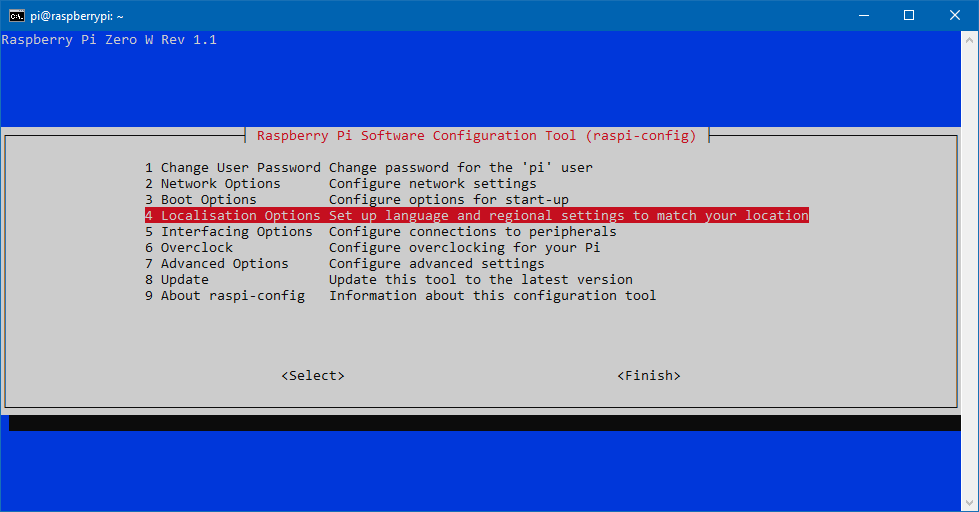 pi@raspberrypi: ~
Raspberry Pi Zero W Rev 1.1
Raspberry Pi Software Configuration Tool (raspi-config)
1 Change User Password Change password for the 'pi' user
2 Network Options Configure network settings
3 Boot Options Configure options for start-up
4 Localisation Options Set up language and regional settings to match your location
5 Interfacing Options Configure connections to peripherals
6 Overclock Configure overclocking for your Pi
7 Advanced Options Configure advanced settings
8 Update Update this tool to the latest version
9 About raspi-config Information about this configuration tool
<Select> <Finish>